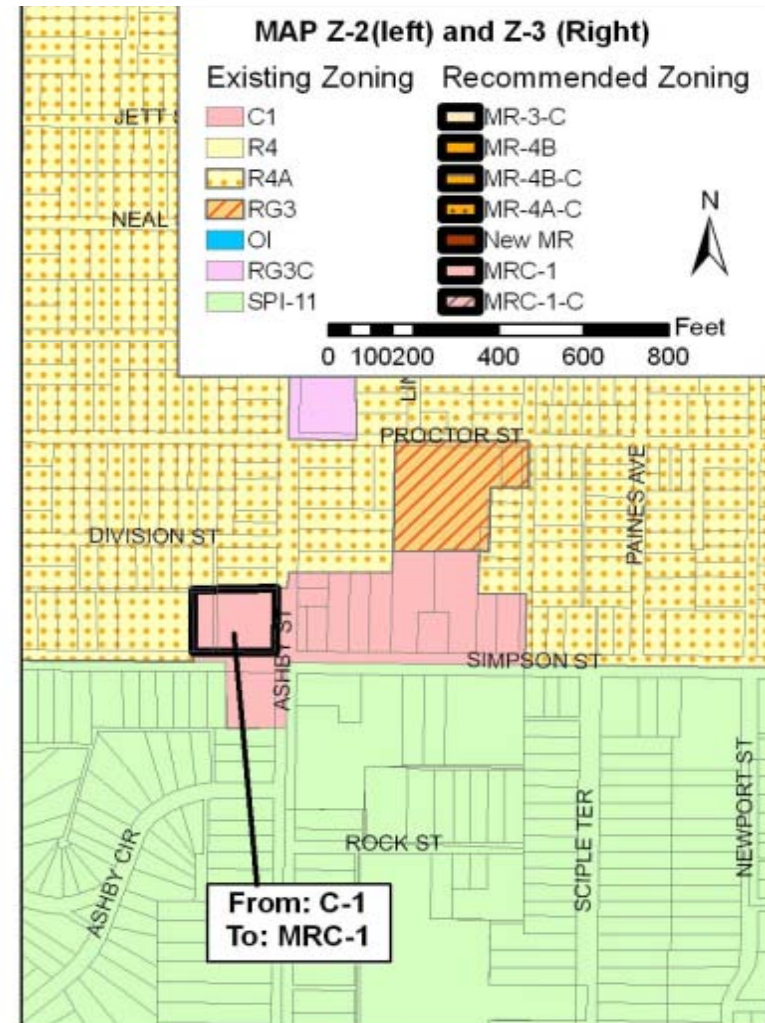 MAP Z-2(left) and Z-3 (Right)
Existing Zoning
Recommended Zoning
C1
R4
R4A
RG3
OI
RG3C
SPI-11
MR-3-C
MR-4B
MR-4B-C
MR-4A-C
New MR
MRC-1
MRC-1-C
N
Feet
0 100200 400 600 800
JETT
NEAL
PROCTOR ST
PAINES AVE
DIVISION ST
ASHBY ST
SIMPSON ST
ASHBY CIR
ROCK ST
SCIPLE TER
NEWPORT ST
From: C-1
To: MRC-1